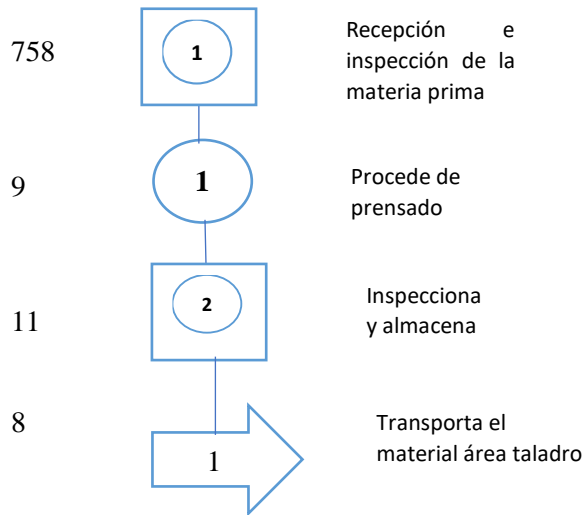 758
1
Recepción e
inspección de la
materia prima
9
1
Procede de
prensado
11
2
Inspecciona
y almacena
8
1
Transporta el
material área taladro